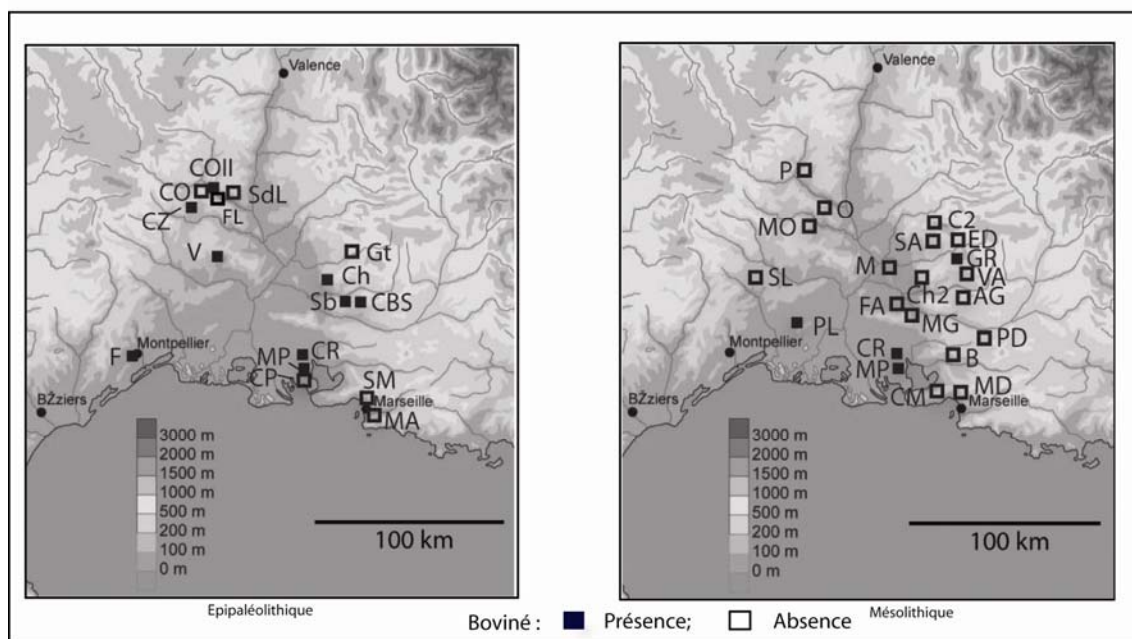 Valence
COII
CO
SdL
FL
CZ
V
Gt
Ch
Sb
CBS
F
Montpellier
MP
CR
CP
SM
BŽziers
Marseille
MA
3000 m
2000 m
1500 m
1000 m
500 m
200 m
100 m
0 m
100 km
Epipaléolithique
Valence
P
O
MO
C2
SA
ED
GR
M
VA
SL
Ch2
AG
FA
MG
PL
PD
Montpellier
CR
B
MP
CM
MD
BŽziers
Marseille
3000 m
2000 m
1500 m
1000 m
500 m
200 m
100 m
0 m
100 km
Mésolithique
Boviné : Présence; Absence